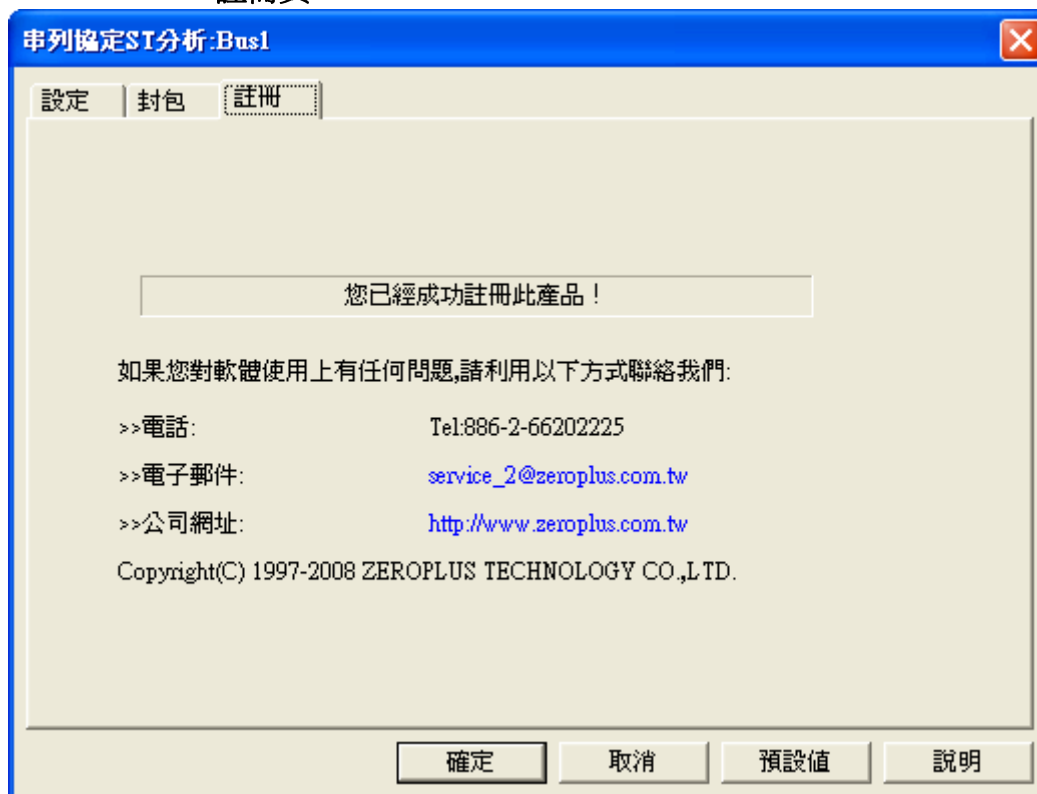 串列協定ST分析:Bus1
設定 封包 註冊
您已經成功註冊此產品！
如果您對軟體使用上有任何問題,請利用以下方式聯絡我們:
>>電話: Tel:886-2-66202225
>>電子郵件: service_2@zeroplus.com.tw
>>公司網址: http://www.zeroplus.com.tw
Copyright(C) 1997-2008 ZEROPLUS TECHNOLOGY CO.,LTD.
確定 取消 預設值 說明